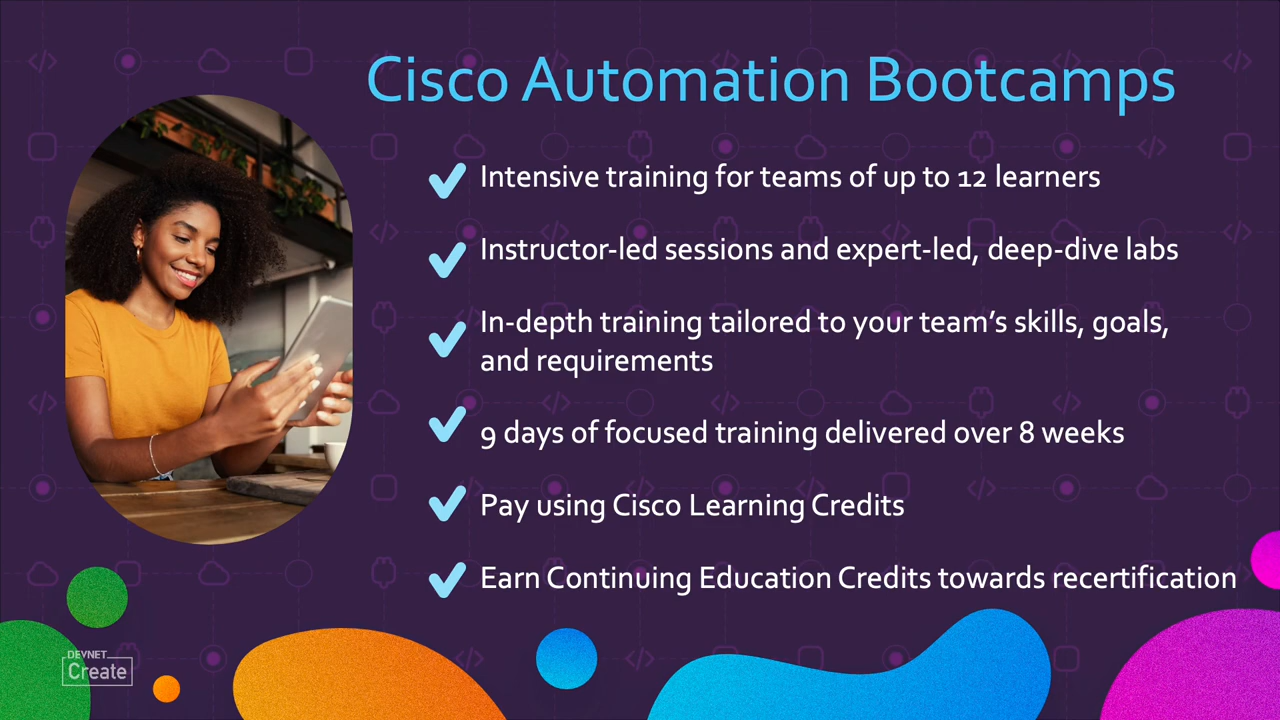 Cisco Automation Bootcamps
Intensive training for teams of up to 12 learners
Instructor-led sessions and expert-led, deep-dive labs
In-depth training tailored to your team’s skills, goals,
and requirements
9 days of focused training delivered over 8 weeks
Pay using Cisco Learning Credits
Earn Continuing Education Credits towards recertification
DEVNET
Create